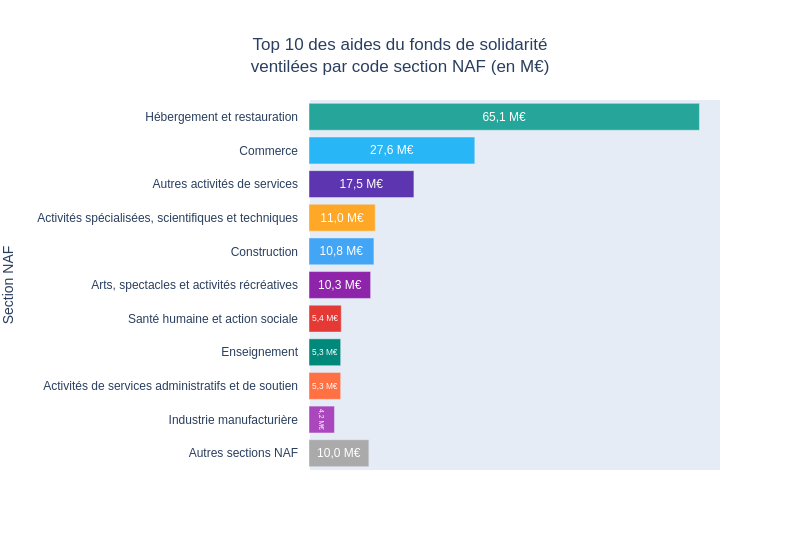 Top 10 des aides du fonds de solidarité
ventilées par code section NAF (en M€)
Section NAF
Hébergement et restauration 65,1 M€
Commerce 27,6 M€
Autres activités de services 17,5 M€
Activités spécialisées, scientifiques et techniques 11,0 M€
Construction 10,8 M€
Arts, spectacles et activités récréatives 10,3 M€
Santé humaine et action sociale 5,4 M€
Enseignement 5,3 M€
Activités de services administratifs et de soutien 5,3 M€
Industrie manufacturière 4,2 M€
Autres sections NAF 10,0 M€